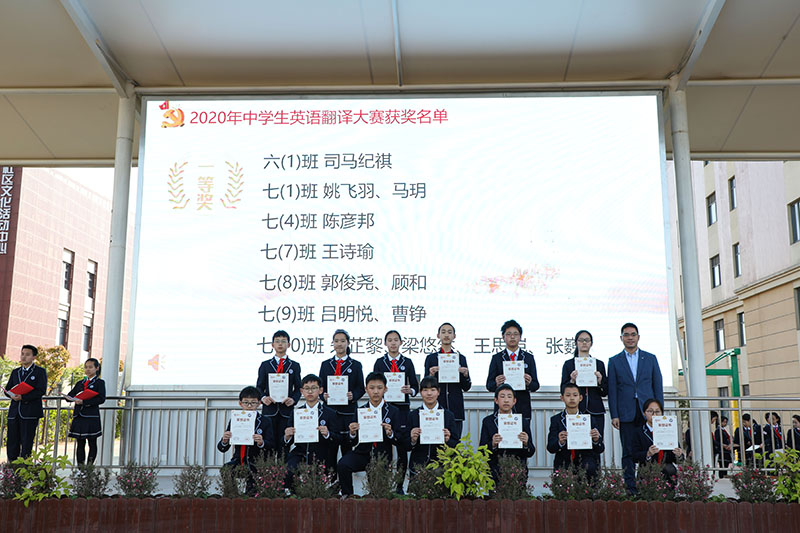 2020年中学生英语翻译大赛获奖名单
一等奖
六(1)班 司马纪祺
七(1)班 姚飞羽、马玥
七(4)班 陈彦邦
七(7)班 王诗瑜
七(8)班 郭俊尧、顾和
七(9)班 吕明悦、曹铮
社区文化活动中心